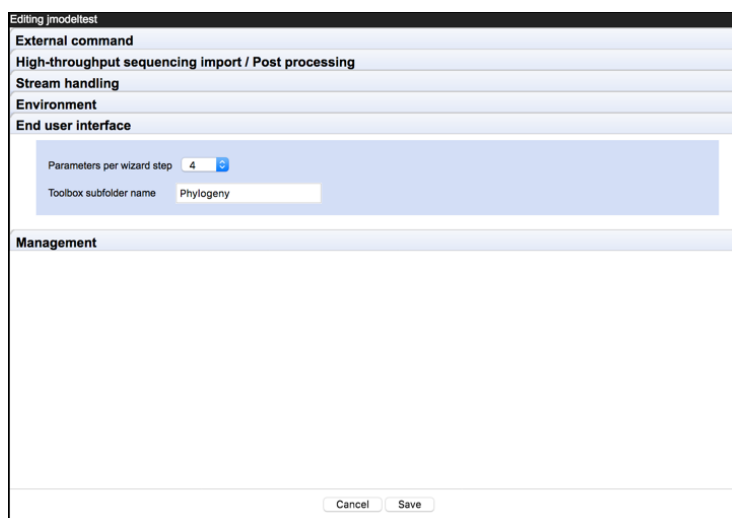 Editing jmodeltest
External command
High-throughput sequencing import / Post processing
Stream handling
Environment
End user interface
Parameters per wizard step 4
Toolbox subfolder name Phylogeny
Management
Cancel Save